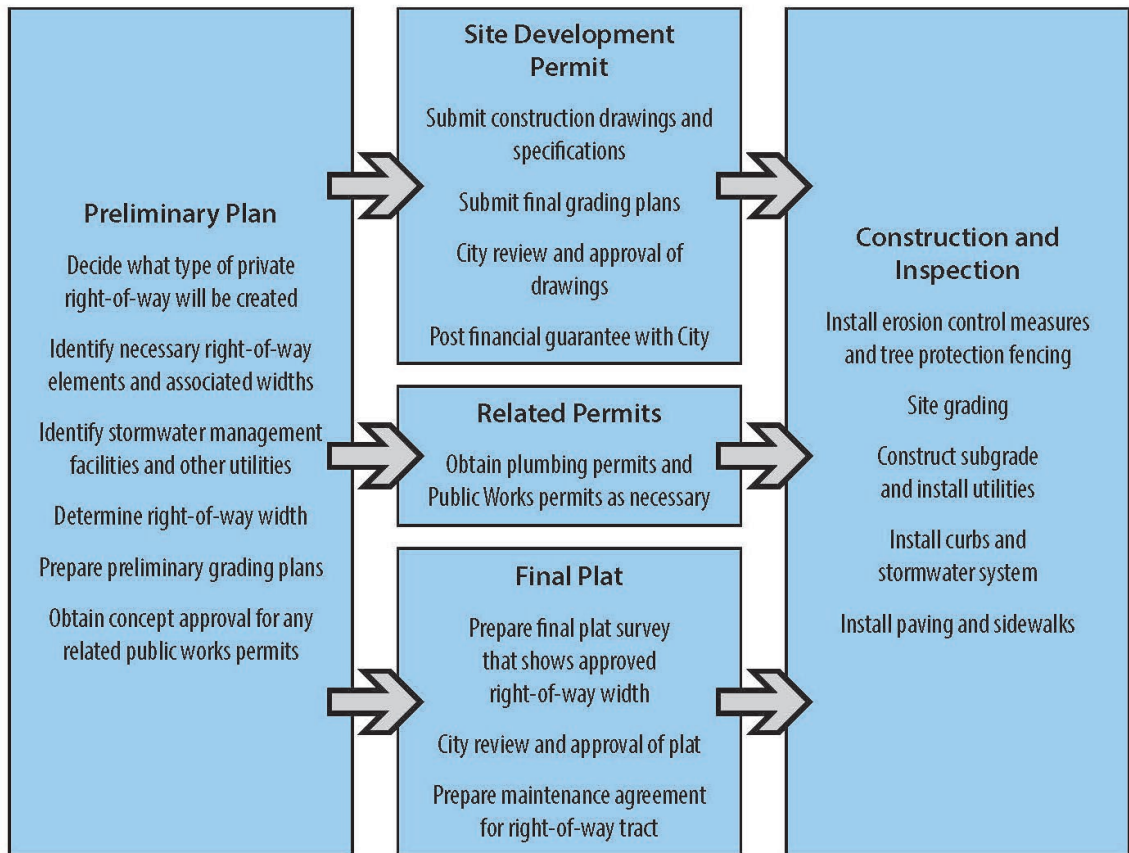 Preliminary Plan
Decide what type of private
right-of-way will be created
Identify necessary right-of-way
elements and associated widths
Identify stormwater management
facilities and other utilities
Determine right-of-way width
Prepare preliminary grading plans
Obtain concept approval for any
related public works permits
Site Development
Permit
Submit construction drawings and
specifications
Submit final grading plans
City review and approval of
drawings
Post financial guarantee with City
Related Permits
Obtain plumbing permits and
Public Works permits as necessary
Final Plat
Prepare final plat survey
that shows approved
right-of-way width
City review and approval of plat
Prepare maintenance agreement
for right-of-way tract
Construction and
Inspection
Install erosion control measures
and tree protection fencing
Site grading
Construct subgrade
and install utilities
Install curbs and
stormwater system
Install paving and sidewalks